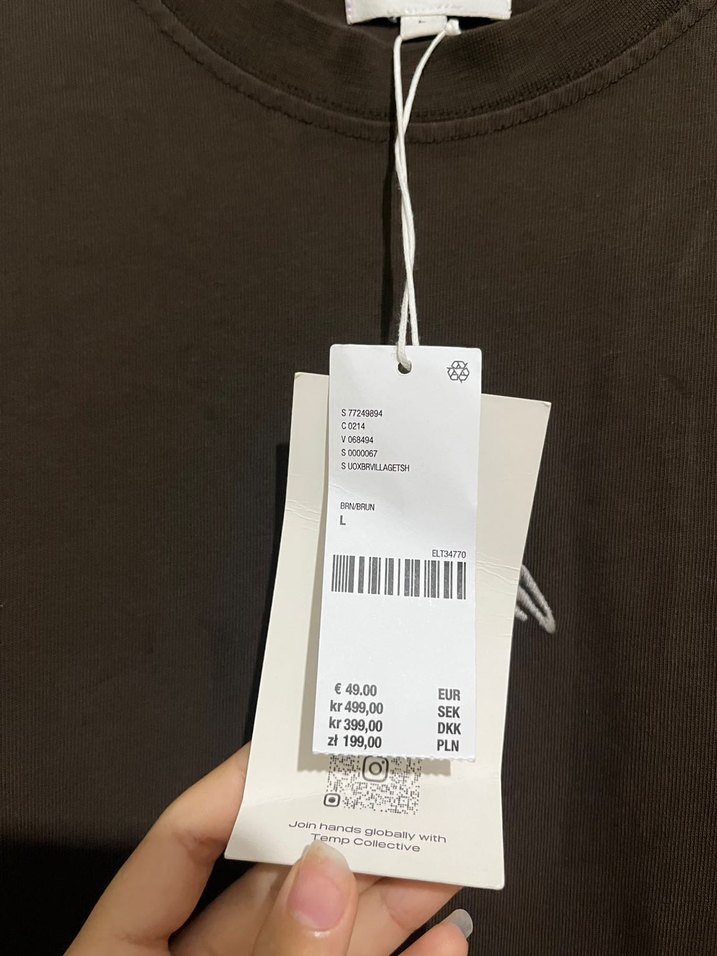 S 77249894
C 0214
V 068494
S 0000067
S UOXBRVILLAGETSH
BRN/BRUN
L
ELT34770
€ 49.00 EUR
kr 499,00 SEK
kr 399,00 DKK
zł 199,00 PLN
Join hands globally with
Temp Collective